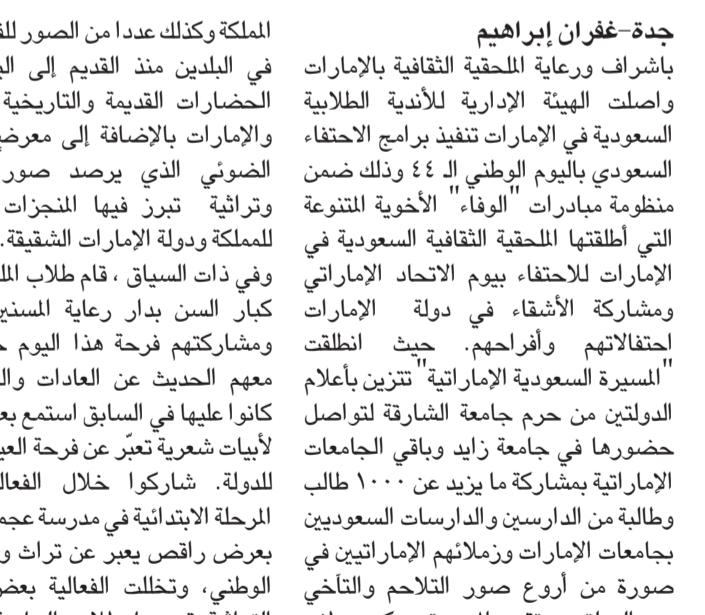 جدة-غفران إبراهيم
باشراف ورعاية الملحقية الثقافية بالإمارات
واصلت الهيئة الإدارية للأندية الطلابية
السعودية في الإمارات تنفيذ برامج الاحتفاء
السعودي باليوم الوطني الـ ٤٤ وذلك ضمن
منظومة مبادرات "الوفاء" الأخوية المتنوعة
التي أطلقتها الملحقية الثقافية السعودية في
الإمارات للاحتفاء بيوم الاتحاد الإماراتي
ومشاركة الأشقاء في دولة الإمارات
احتفالاتهم وأفراحهم. حيث انطلقت
"المسيرة السعودية الإماراتية" تتزين بأعلام
الدولتين من حرم جامعة الشارقة لتواصل
حضورها في جامعة زايد وباقي الجامعات
الإماراتية بمشاركة ما يزيد عن ١٠٠٠ طالب
وطالبة من الدارسين والدارسات السعوديين
بجامعات الإمارات وزملائهم الإماراتيين في
صورة من أروع صور التلاحم والتآخي
المملكة وكذلك عددا من الصور
في البلدين منذ القديم إلى
الحضارات القديمة والتاريخية
والإمارات بالإضافة إلى
الضوئي الذي يرصد صور
وتراثية تبرز فيها المنجزات
للمملكة ودولة الإمارات الشقيقة.
وفي ذات السياق ، قام طلاب
كبار السن بدار رعاية
ومشاركتهم فرحة هذا اليوم
معهم الحديث عن العادات
كانوا عليها في السابق استمع
لأبيات شعرية تعبّر عن فرحة
للدولة. شاركوا خلال
المرحلة الابتدائية في مدرسة
بعرض راقص يعبر عن تراث
الوطني، وتخللت الفعالية